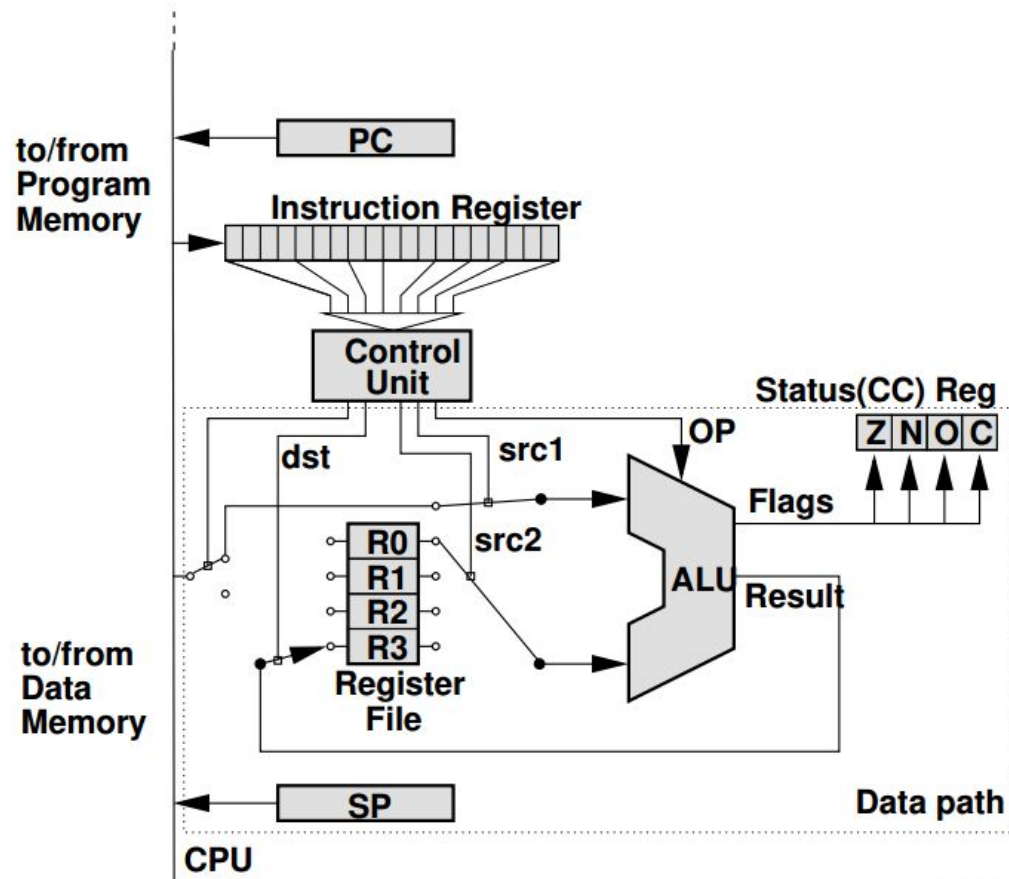 PC
to/from
Program
Memory
Instruction Register
Control
Unit
Status(CC) Reg
Z N O C
OP
dst
src1
Flags
src2
R0
R1
R2
R3
ALU
Result
to/from
Data
Memory
Register
File
SP
Data path
CPU